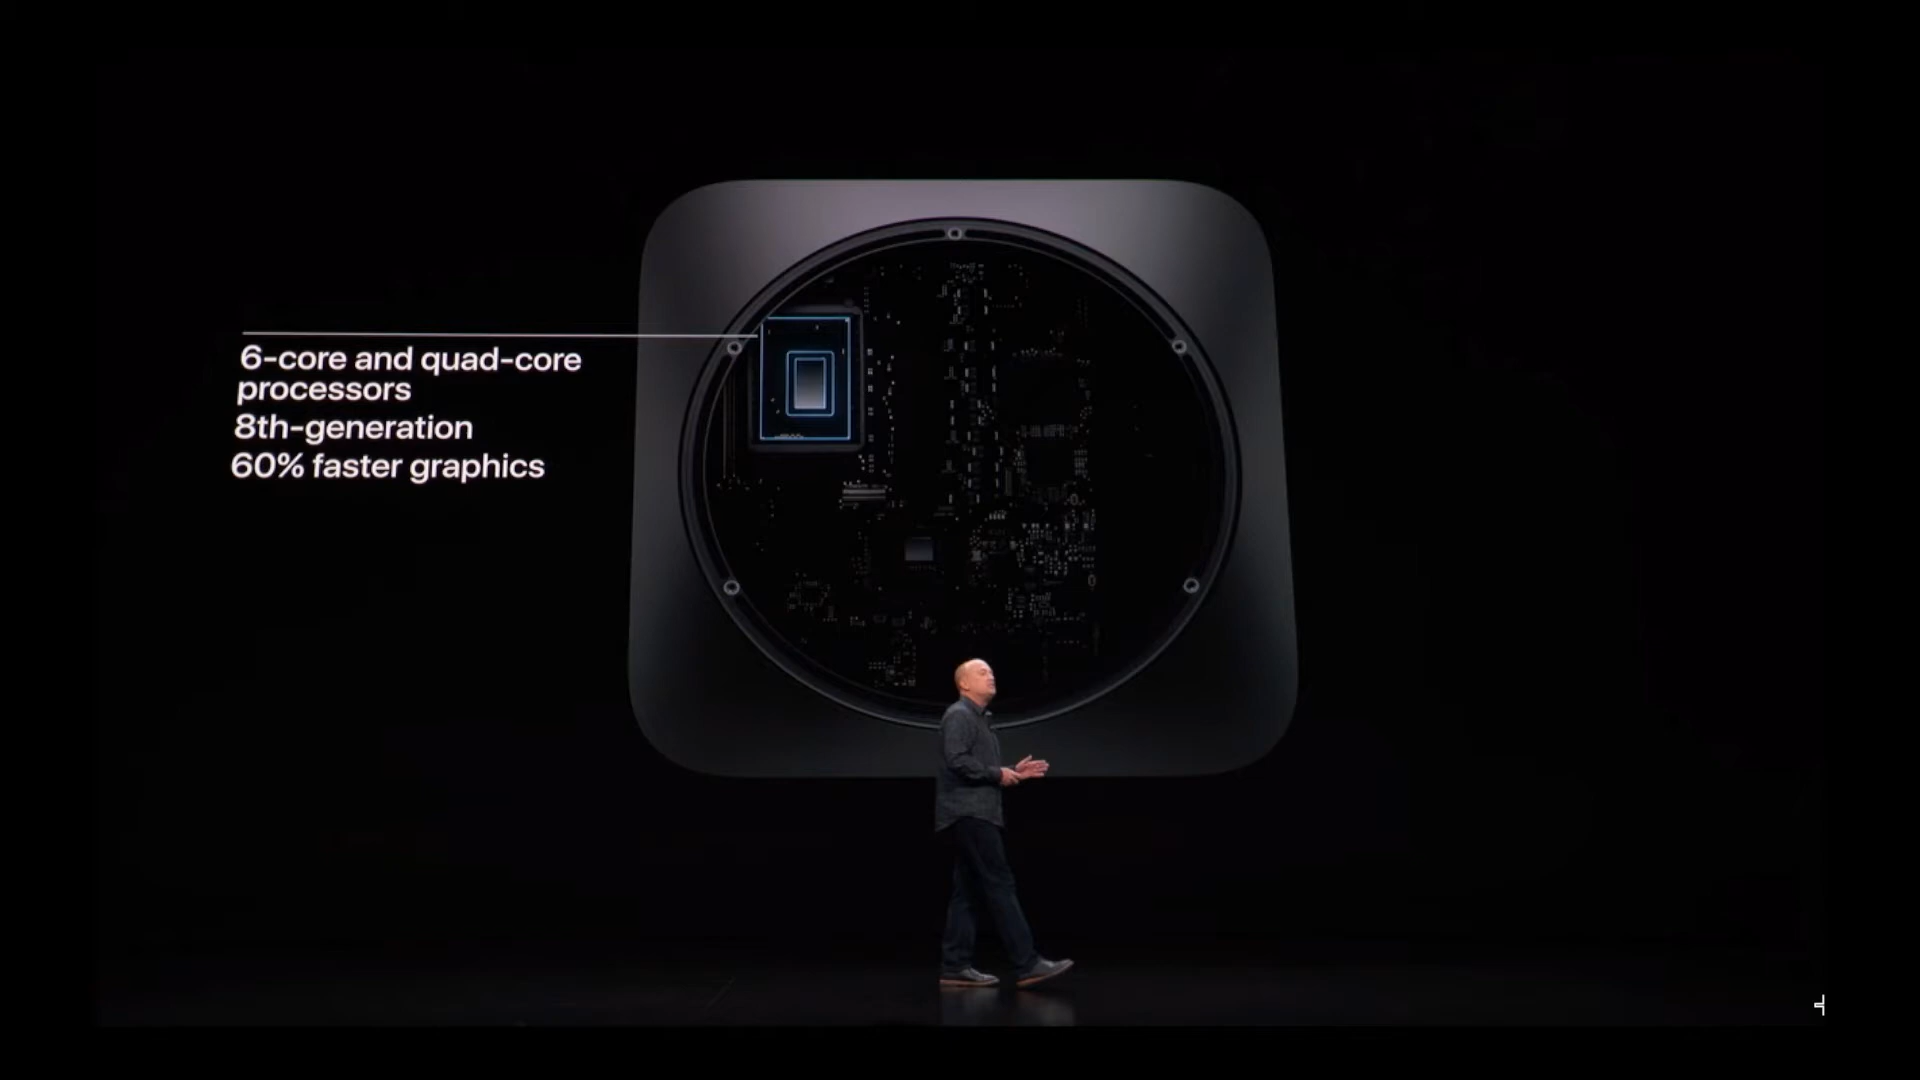 6-core and quad-core
processors
8th-generation
60% faster graphics